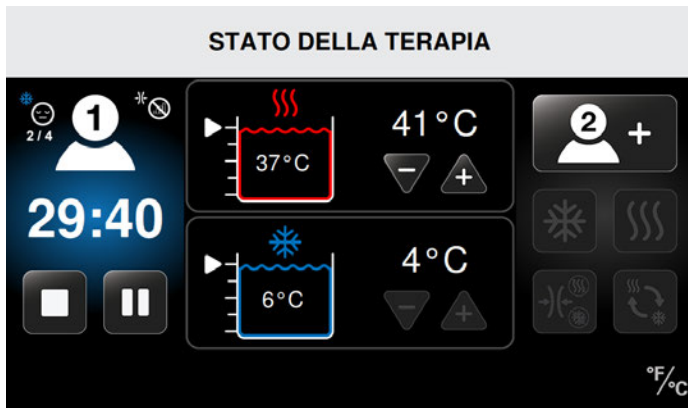 STATO DELLA TERAPIA
1
2/4
29:40
37°C
41°C
6°C
4°C
2 +
°F/°C